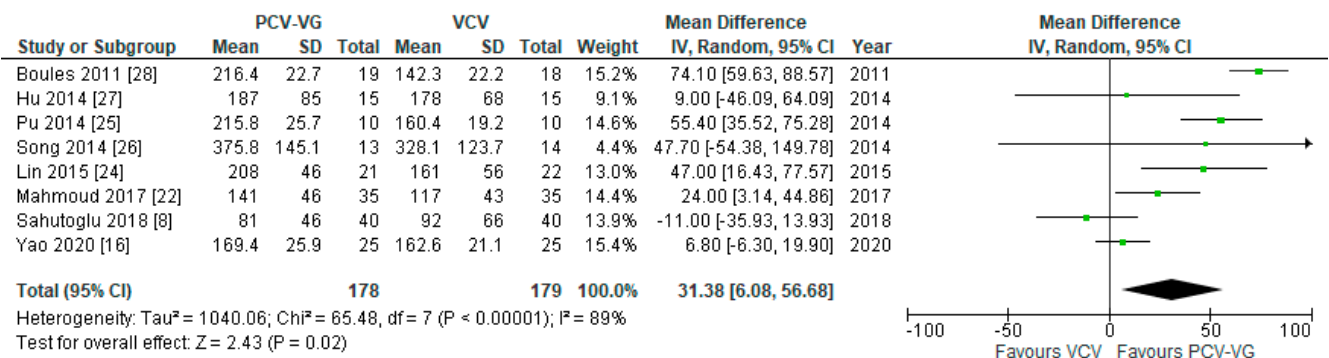 PCV-VG VCV Mean Difference Mean Difference
Study or Subgroup Mean SD Total Mean SD Total Weight IV, Random, 95% CI Year IV, Random, 95% CI
Boules 2011 [28] 216.4 22.7 19 142.3 22.2 18 15.2% 74.10 [59.63, 88.57] 2011
Hu 2014 [27] 187 85 15 178 68 15 9.1% 9.00 [-46.09, 64.09] 2014
Pu 2014 [25] 215.8 25.7 10 160.4 19.2 10 14.6% 55.40 [35.52, 75.28] 2014
Song 2014 [26] 375.8 145.1 13 328.1 123.7 14 4.4% 47.70 [-54.38, 149.78] 2014
Lin 2015 [24] 208 46 21 161 56 22 13.0% 47.00 [16.43, 77.57] 2015
Mahmoud 2017 [22] 141 46 35 117 43 35 14.4% 24.00 [3.14, 44.86] 2017
Sahutoglu 2018 [8] 81 46 40 92 66 40 13.9% -11.00 [-35.93, 13.93] 2018
Yao 2020 [16] 169.4 25.9 25 162.6 21.1 25 15.4% 6.80 [-6.30, 19.90] 2020
Total (95% CI) 178 179 100.0% 31.38 [6.08, 56.68]
Heterogeneity: Tau² = 1040.06; Chi² = 65.48, df = 7 (P < 0.00001); I² = 89%
Test for overall effect: Z = 2.43 (P = 0.02)
-100 -50 0 50 100
Favours VCV Favours PCV-VG